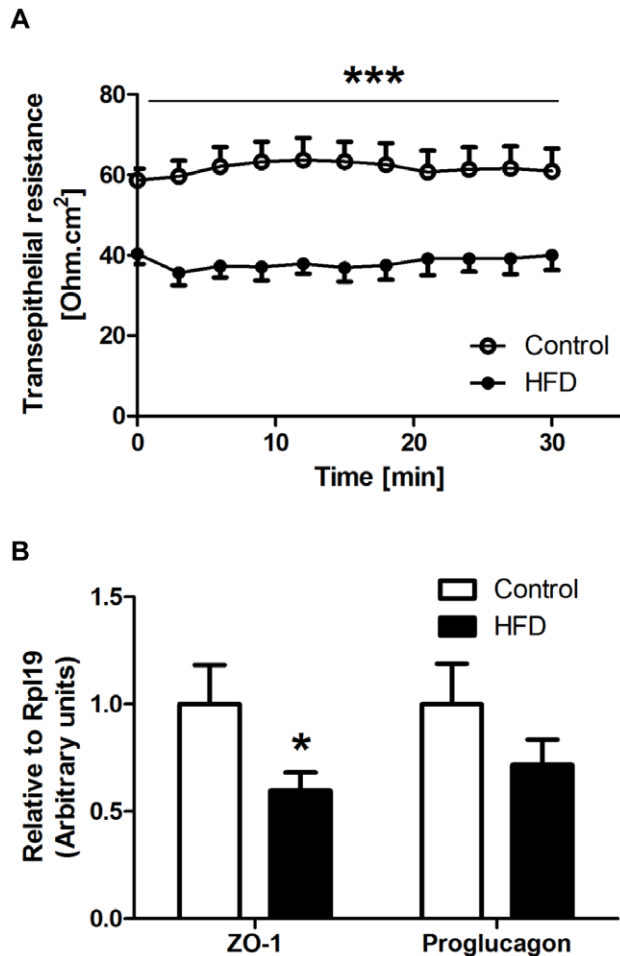 A
***
Transepithelial resistance
[Ohm.cm²]
80
60
40
20
0
Control
HFD
0
10
20
30
Time [min]
B
Control
HFD
Relative to Rpl19
(Arbitrary units)
1.5
1.0
0.5
0.0
*
ZO-1
Proglucagon